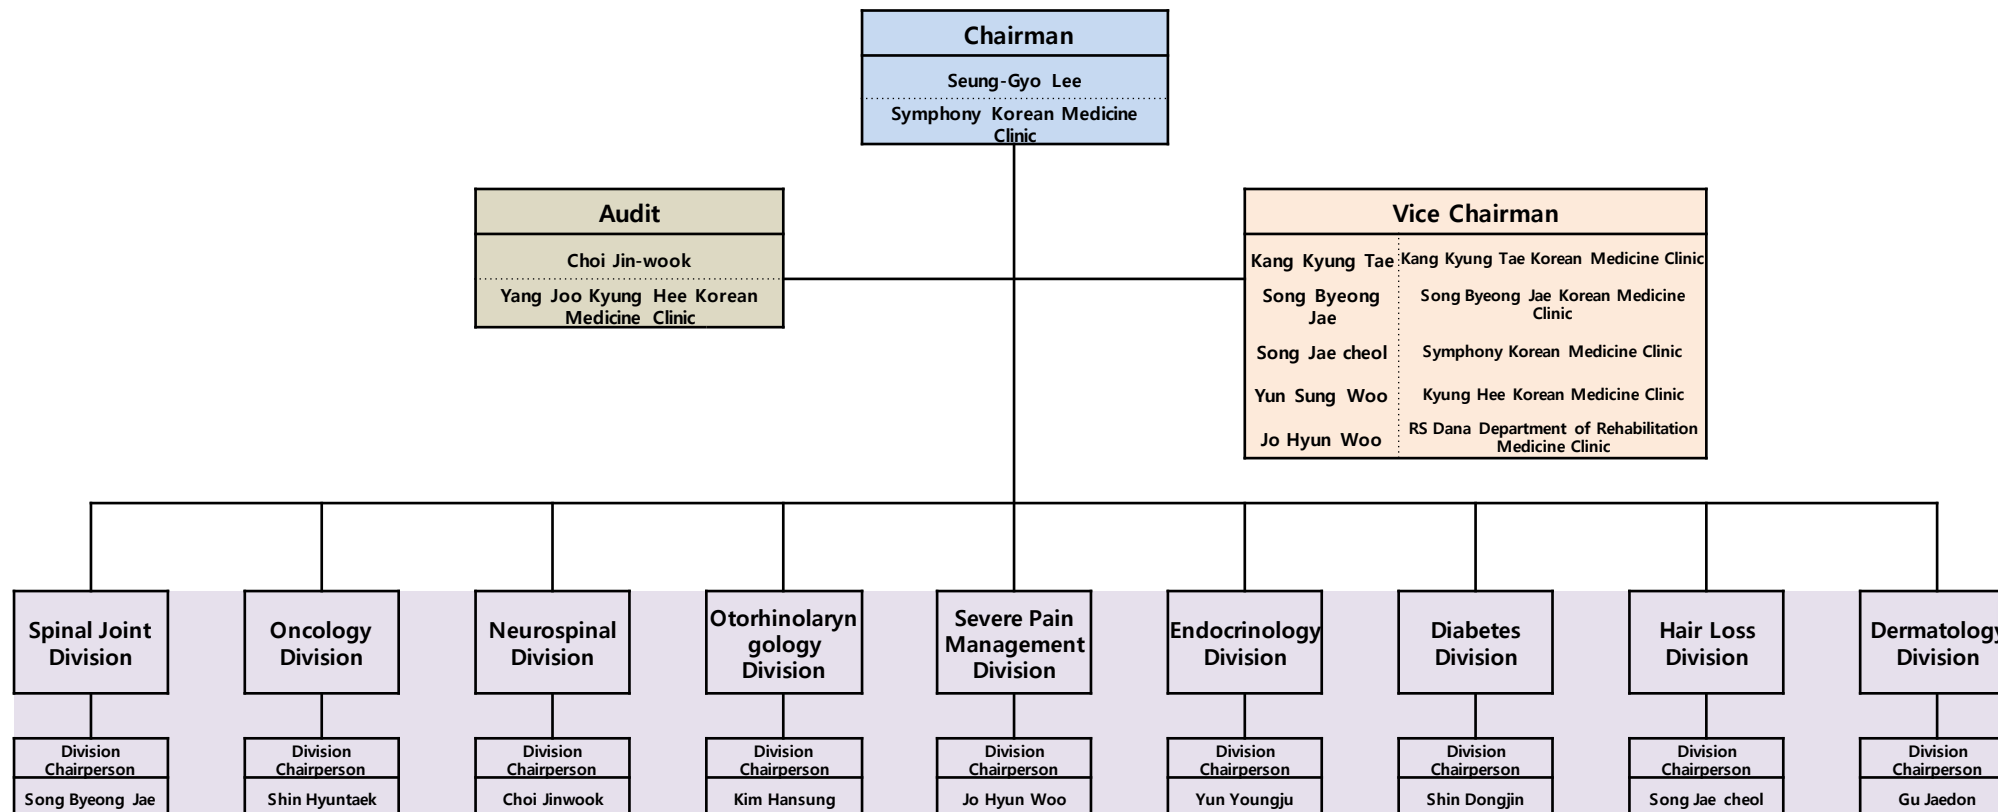 Chairman
Seung-Gyo Lee
Symphony Korean Medicine
Clinic
Audit
Choi Jin-wook
Yang Joo Kyung Hee Korean
Medicine Clinic
Vice Chairman
Kang Kyung Tae Kang Kyung Tae Korean Medicine Clinic
Song Byeong
Jae
Song Byeong Jae Korean Medicine
Clinic
Song Jae cheol Symphony Korean Medicine Clinic
Yun Sung Woo Kyung Hee Korean Medicine Clinic
Jo Hyun Woo
RS Dana Department of Rehabilitation
Medicine Clinic
Spinal Joint
Division
Oncology
Division
Neurospinal
Division
Otorhinolaryn
gology
Division
Severe Pain
Management
Division
Endocrinology
Division
Diabetes
Division
Hair Loss
Division
Dermatology
Division
Division
Chairperson
Song Byeong Jae
Division
Chairperson
Shin Hyuntaek
Division
Chairperson
Choi Jinwook
Division
Chairperson
Kim Hansung
Division
Chairperson
Jo Hyun Woo
Division
Chairperson
Yun Youngju
Division
Chairperson
Shin Dongjin
Division
Chairperson
Song Jae cheol
Division
Chairperson
Gu Jaedon